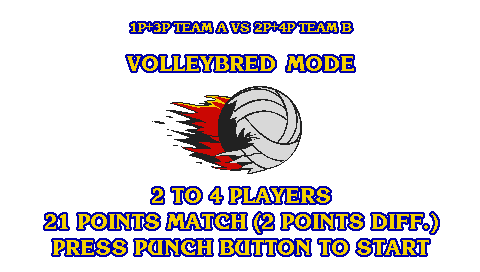 1P+3P TEAM A VS 2P+4P TEAM B
VOLLEYBRED MODE
2 TO 4 PLAYERS
21 POINTS MATCH (2 POINTS DIFF.)
PRESS PUNCH BUTTON TO START